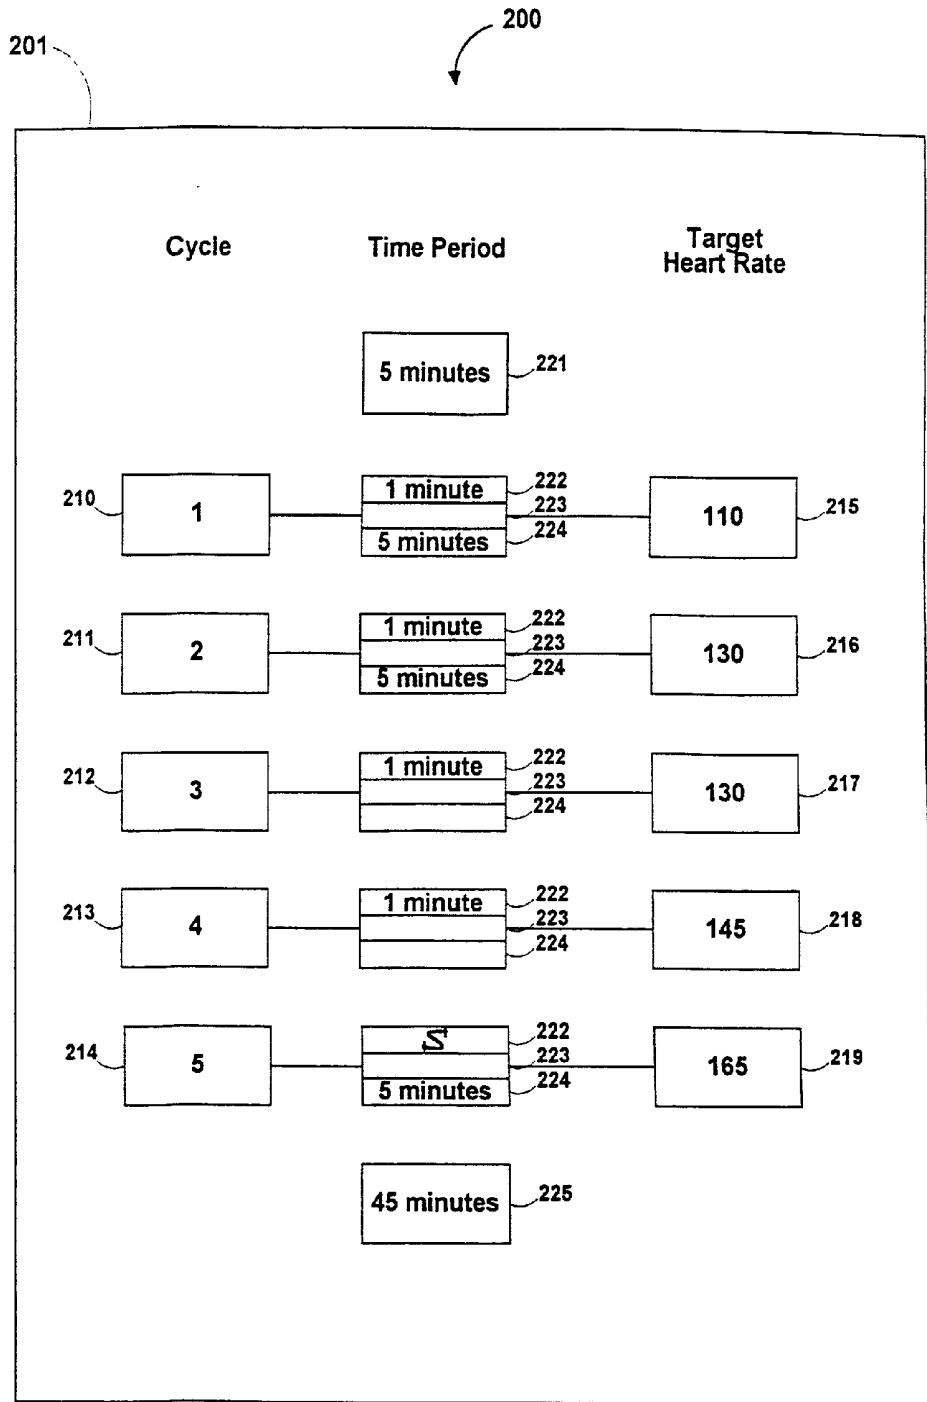 200
201
Cycle Time Period Target
Heart Rate
5 minutes 221
210 1 1 minute 222
223
5 minutes 224
110 215
211 2 1 minute 222
223
5 minutes 224
130 216
212 3 1 minute 222
223
224
130 217
213 4 1 minute 222
223
224
145 218
214 5 222
223
5 minutes 224
165 219
45 minutes 225